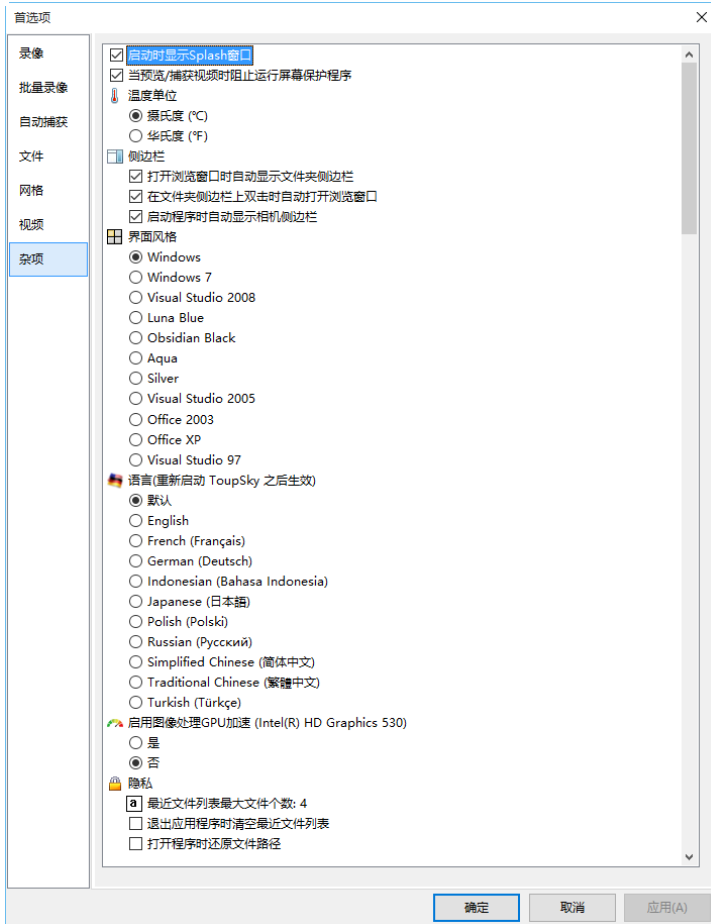 首选项
录像
批量录像
自动捕获
文件
网格
视频
杂项
启动时显示Splash窗口
当预览/捕获视频时阻止运行屏幕保护程序
温度单位
摄氏度 (℃)
华氏度 (℉)
侧边栏
打开浏览窗口时自动显示文件夹侧边栏
在文件夹侧边栏上双击时自动打开浏览窗口
启动程序时自动显示相机侧边栏
界面风格
Windows
Windows 7
Visual Studio 2008
Luna Blue
Obsidian Black
Aqua
Silver
Visual Studio 2005
Office 2003
Office XP
Visual Studio 97
语言(重新启动 ToupSky 之后生效)
默认
English
French (Français)
German (Deutsch)
Indonesian (Bahasa Indonesia)
Japanese (日本語)
Polish (Polski)
Russian (Русский)
Simplified Chinese (简体中文)
Traditional Chinese (繁體中文)
Turkish (Türkçe)
启用图像处理GPU加速 (Intel(R) HD Graphics 530)
是
否
隐私
a 最近文件列表最大文件个数: 4
退出应用程序时清空最近文件列表
打开程序时还原文件路径
确定
取消
应用(A)